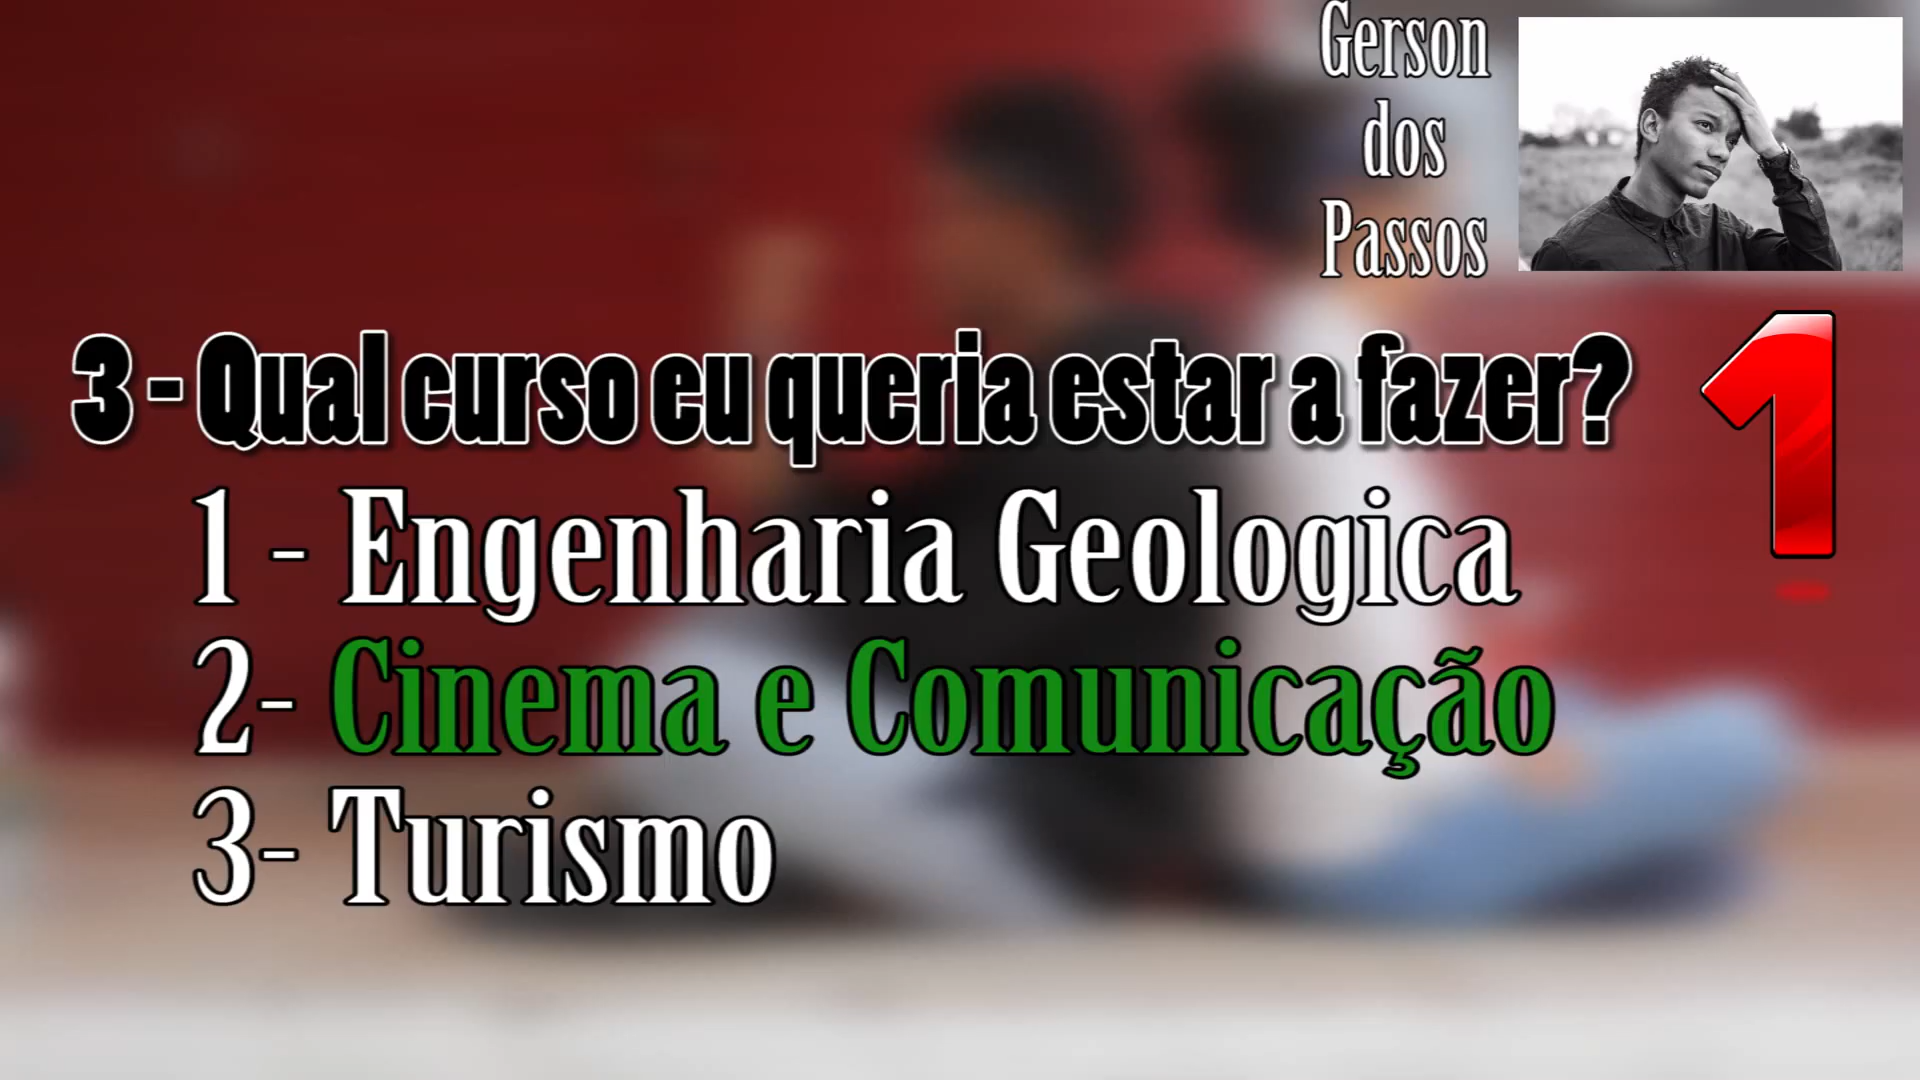 Gerson
dos
Passos
3 - Qual curso eu queria estar a fazer?
1
1 - Engenharia Geologica
2- Cinema e Comunicação
3- Turismo